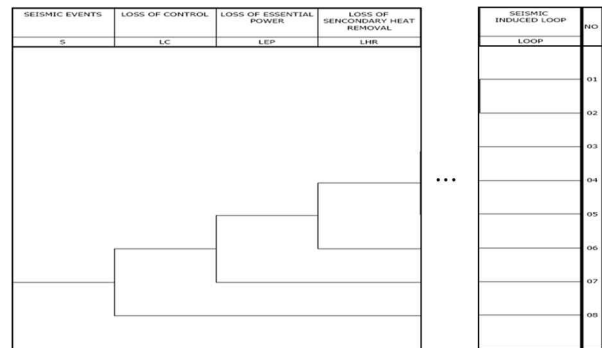 SEISMIC EVENTS
LOSS OF CONTROL
LOSS OF ESSENTIAL
POWER
LOSS OF
SENCONDARY HEAT
REMOVAL
SEISMIC
INDUCED LOOP
NO
S
LC
LEP
LHR
LOOP
01
02
03
...
04
05
06
07
08